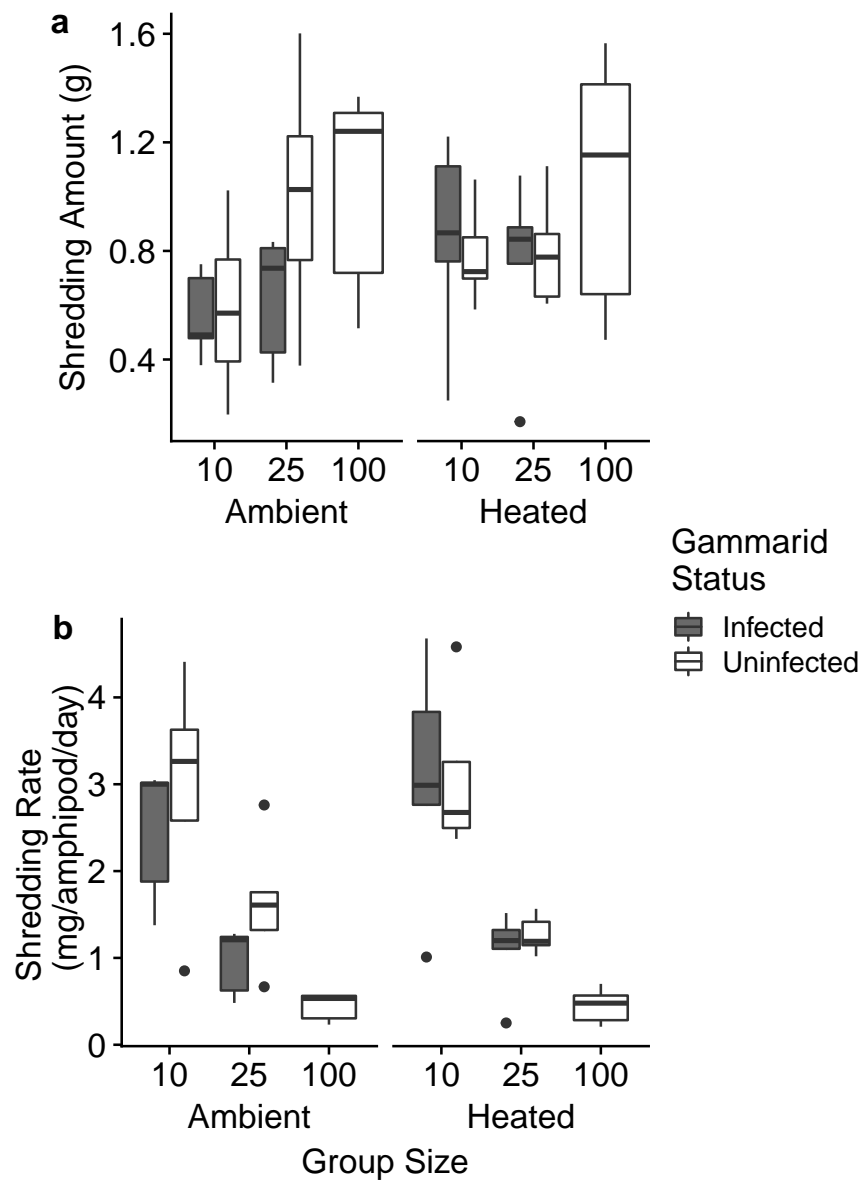 a
Shredding Amount (g)
1.6
1.2
0.8
0.4
10 25 100 10 25 100
Ambient Heated
Gammarid
Status
Infected
Uninfected
b
Shredding Rate
(mg/amphipod/day)
4
3
2
1
0
10 25 100 10 25 100
Ambient Heated
Group Size